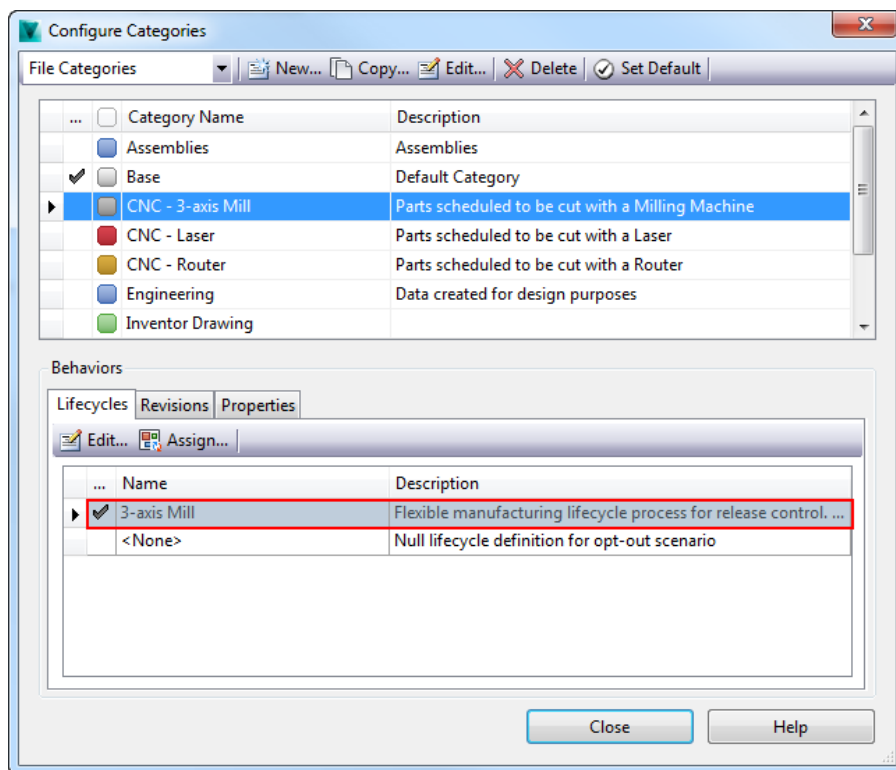 Configure Categories
File Categories New... Copy... Edit... Delete Set Default
... Category Name Description
Assemblies Assemblies
Base Default Category
CNC - 3-axis Mill Parts scheduled to be cut with a Milling Machine
CNC - Laser Parts scheduled to be cut with a Laser
CNC - Router Parts scheduled to be cut with a Router
Engineering Data created for design purposes
Inventor Drawing
Behaviors
Lifecycles Revisions Properties
Edit... Assign...
... Name Description
3-axis Mill Flexible manufacturing lifecycle process for release control. ...
<None> Null lifecycle definition for opt-out scenario
Close Help